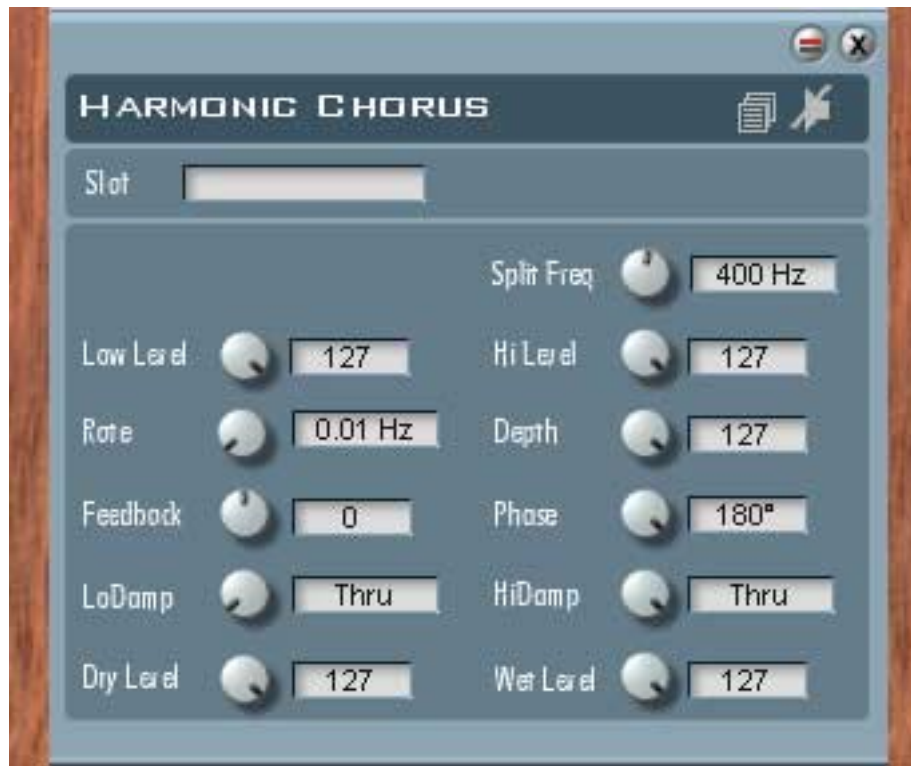 HARMONIC CHORUS
Slot
Split Freq 400 Hz
Low Level 127 Hi Level 127
Rate 0.01 Hz Depth 127
Feedback 0 Phase 180°
LoDamp Thru HiDamp Thru
Dry Level 127 Wet Level 127